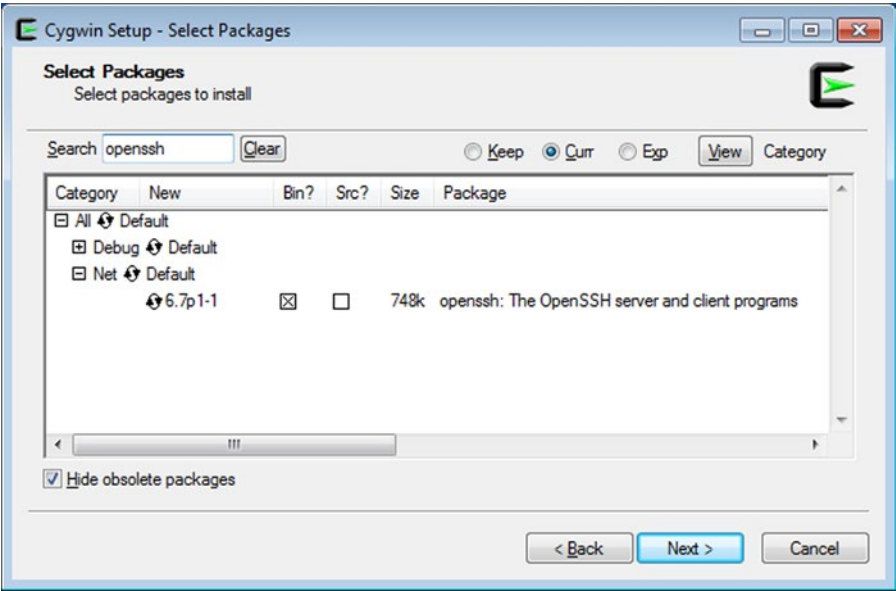 Cygwin Setup - Select Packages
Select Packages
Select packages to install
Search openssh Clear Keep Curr Exp View Category
Category New Bin? Src? Size Package
All Default
Debug Default
Net Default
6.7p1-1 748k openssh: The OpenSSH server and client programs
Hide obsolete packages
< Back Next > Cancel